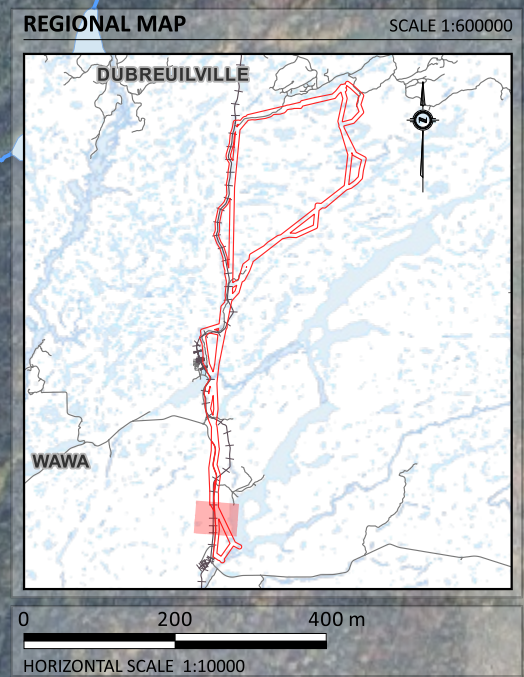 REGIONAL MAP SCALE 1:600000
DUBREUILVILLE
Z
WAWA
0 200 400 m
HORIZONTAL SCALE 1:10000